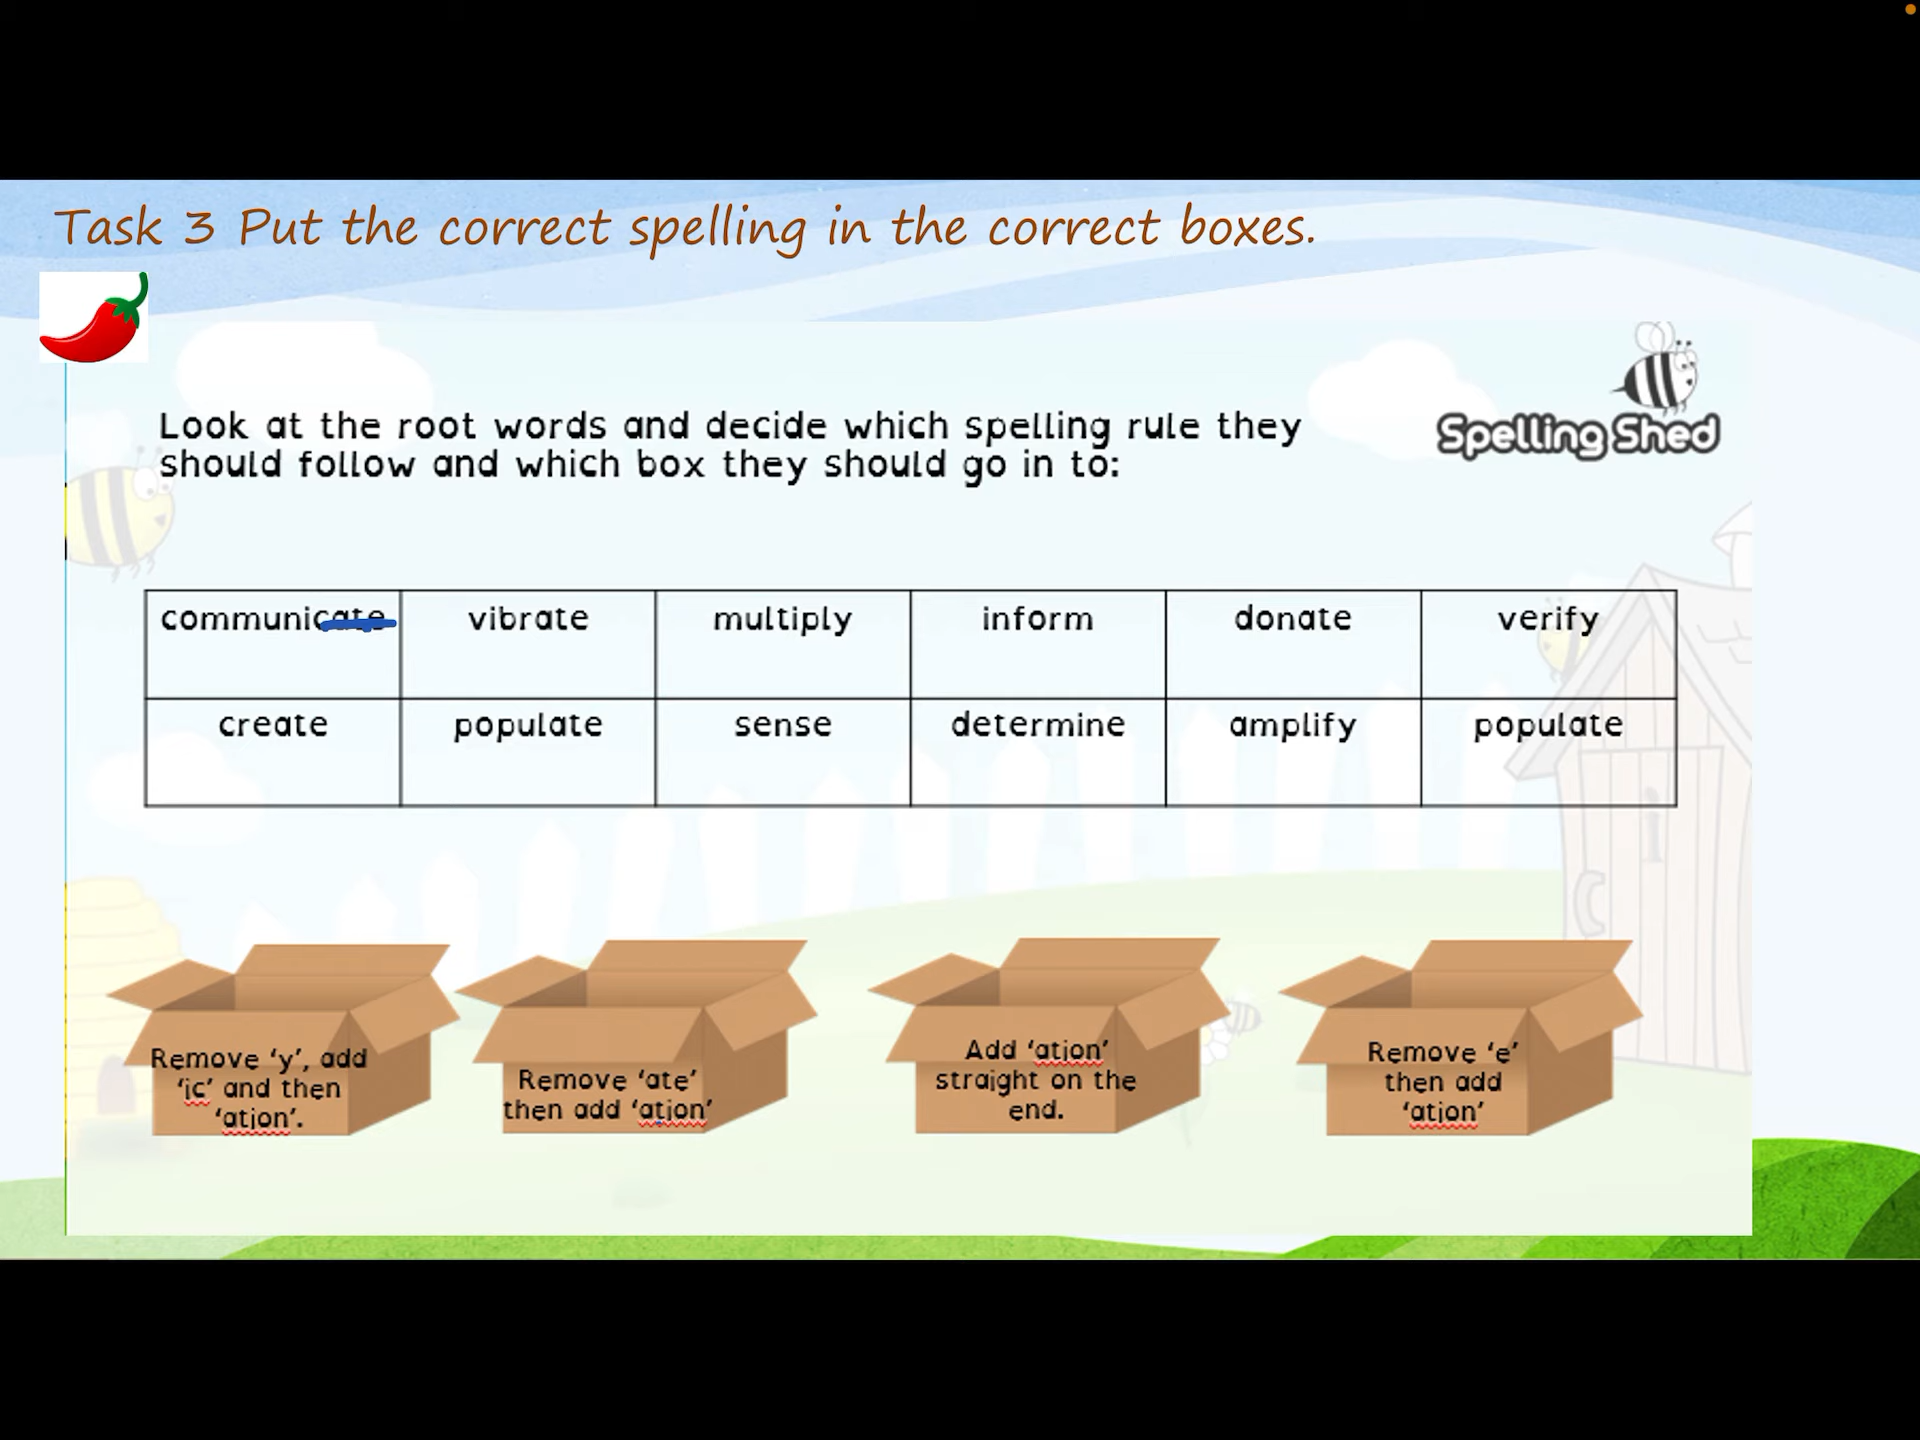 Task 3 Put the correct spelling in the correct boxes.
Look at the root words and decide which spelling rule they
should follow and which box they should go in to:
Spelling Shed
communicate vibrate multiply inform donate verify
create populate sense determine amplify populate
Remove ‘y’, add
‘ic’ and then
‘ation’.
Remove ‘ate’
then add ‘ation’
Add ‘ation’
straight on the
end.
Remove ‘e’
then add
‘ation’